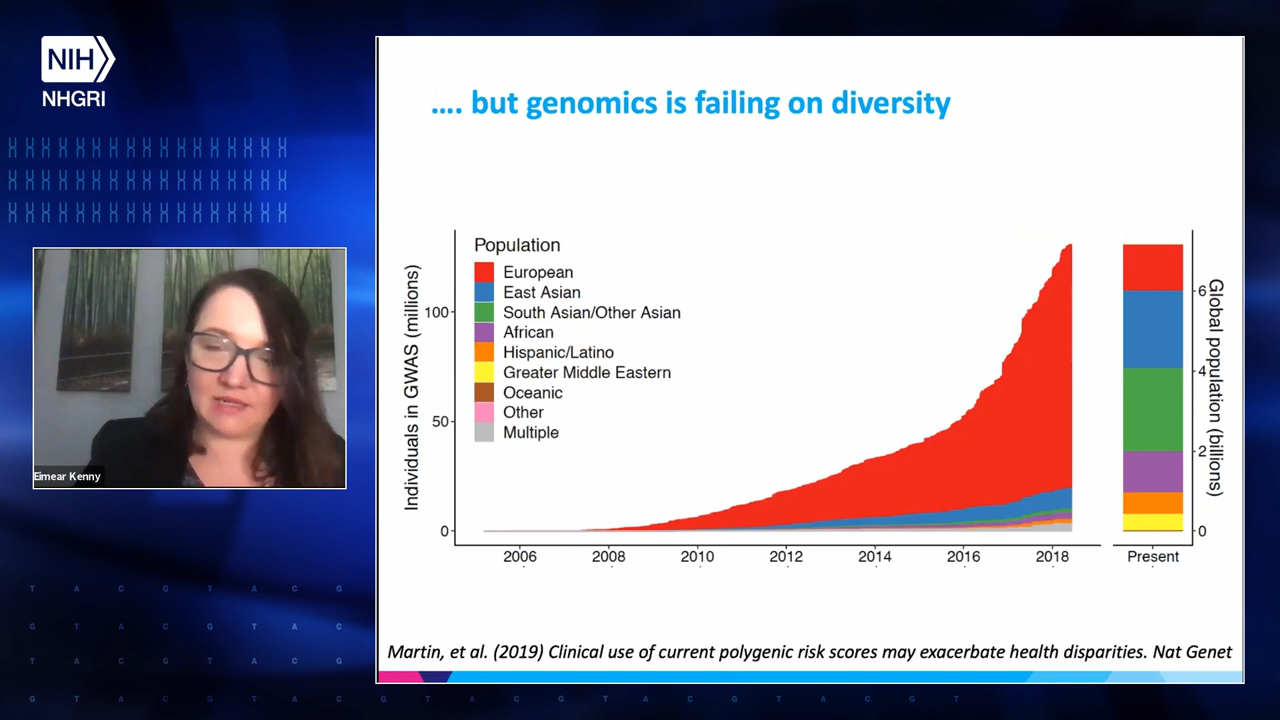 NIH
NHGRI
.... but genomics is failing on diversity
Population
European
East Asian
South Asian/Other Asian
African
Hispanic/Latino
Greater Middle Eastern
Oceanic
Other
Multiple
Individuals in GWAS (millions)
100
50
0
2006 2008 2010 2012 2014 2016 2018
Present
Global population (billions)
6
4
2
0
Eimear Kenny
Martin, et al. (2019) Clinical use of current polygenic risk scores may exacerbate health disparities. Nat Genet
T A C G T A C G
G T A C G T A C
T A C G T A C G
G T A C G T A C G T A C G T A C G T